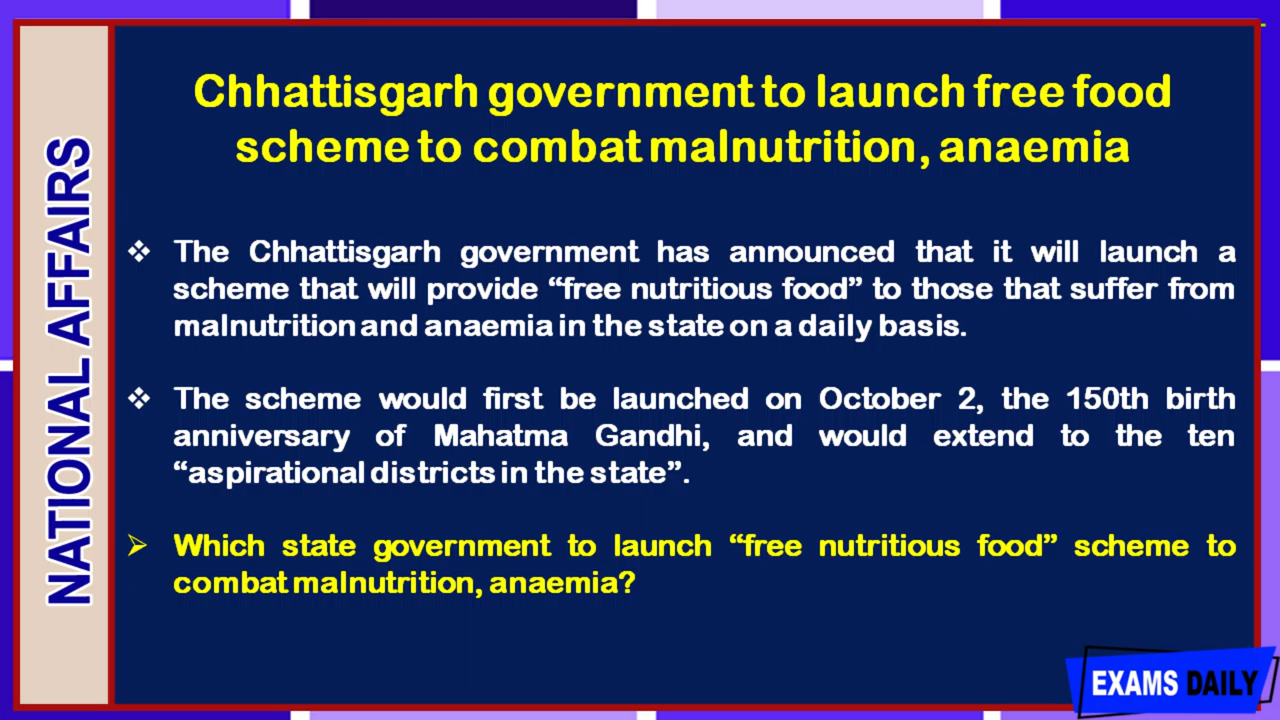 NATIONAL AFFAIRS
Chhattisgarh government to launch free food
scheme to combat malnutrition, anaemia
❖ The Chhattisgarh government has announced that it will launch a
scheme that will provide “free nutritious food” to those that suffer from
malnutrition and anaemia in the state on a daily basis.
❖ The scheme would first be launched on October 2, the 150th birth
anniversary of Mahatma Gandhi, and would extend to the ten
“aspirational districts in the state”.
➢ Which state government to launch “free nutritious food” scheme to
combat malnutrition, anaemia?
EXAMS DAILY